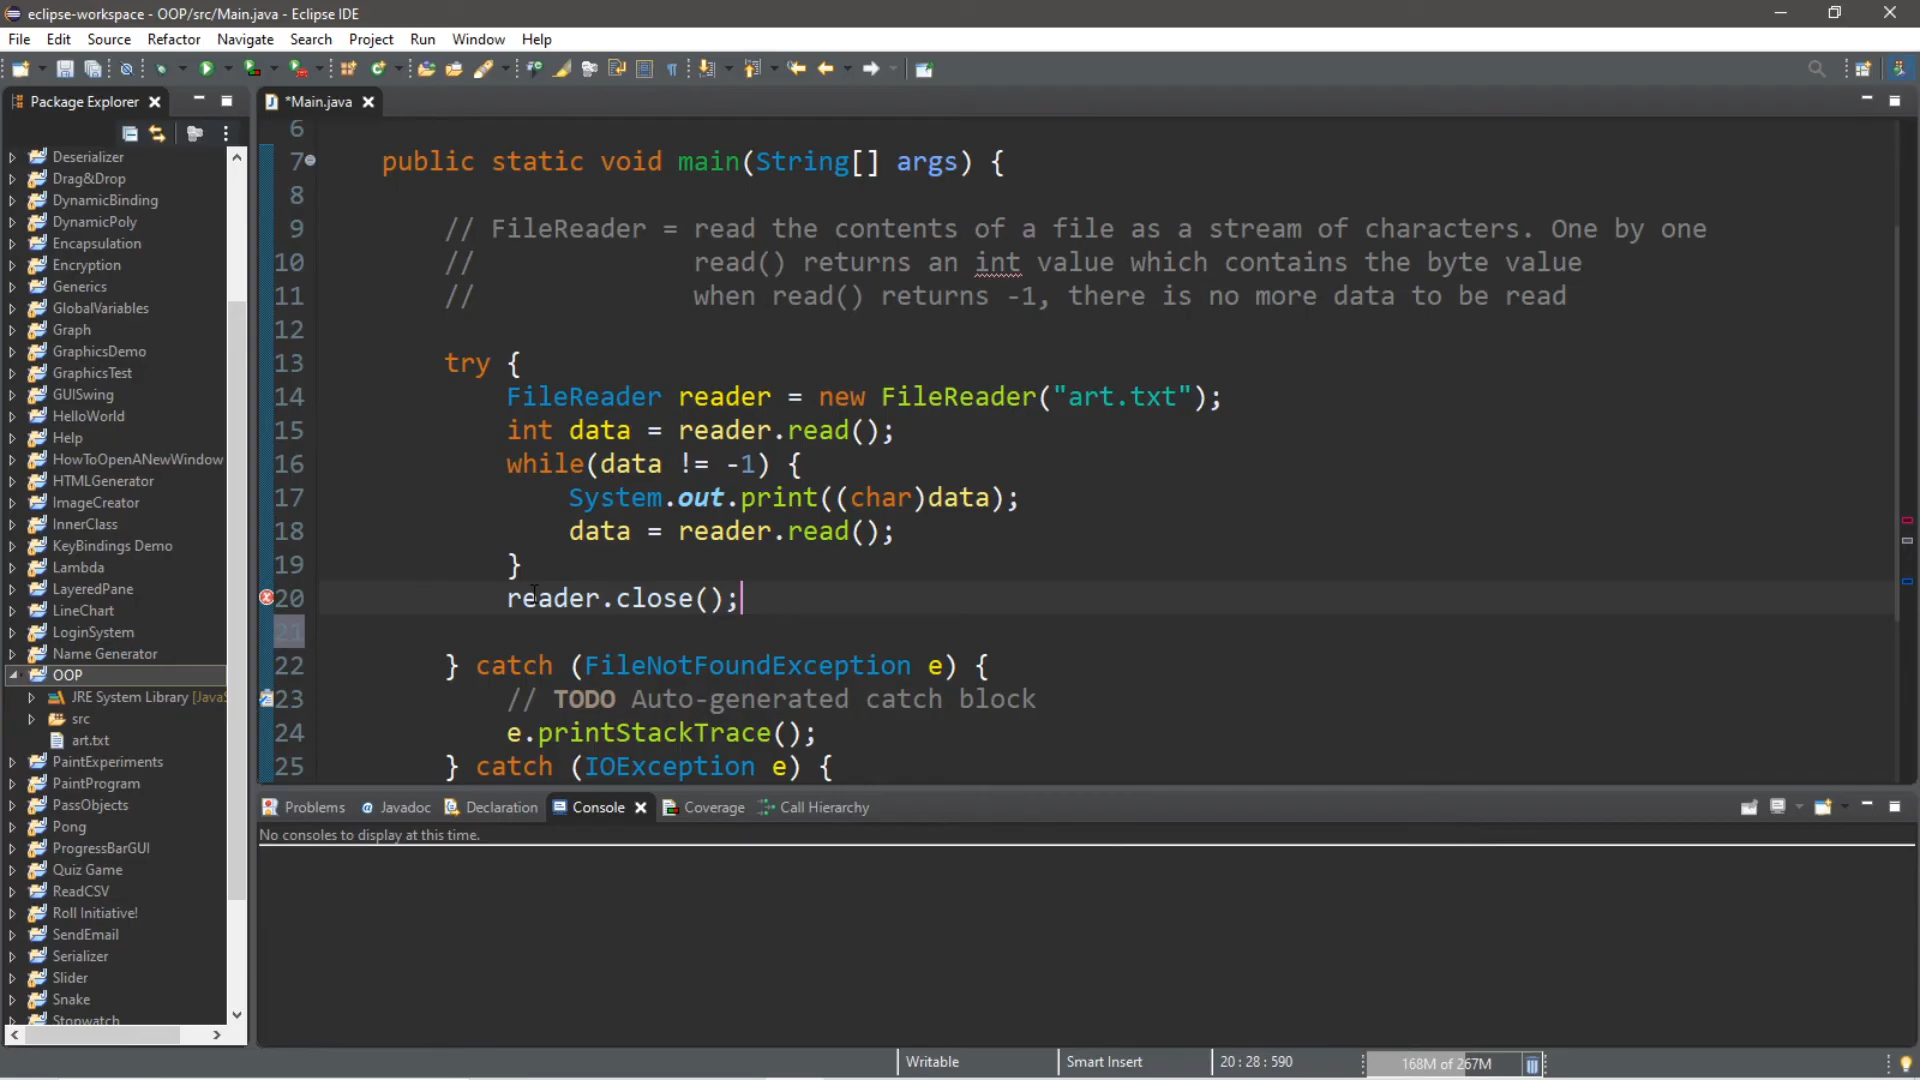 eclipse-workspace - OOP/src/Main.java - Eclipse IDE
File Edit Source Refactor Navigate Search Project Run Window Help
Package Explorer
*Main.java
Deserializer
Drag&Drop
DynamicBinding
DynamicPoly
Encapsulation
Encryption
Generics
GlobalVariables
Graph
GraphicsDemo
GraphicsTest
GUISwing
HelloWorld
Help
HowToOpenANewWindow
HTMLGenerator
ImageCreator
InnerClass
KeyBindings Demo
Lambda
LayeredPane
LineChart
LoginSystem
Name Generator
OOP
JRE System Library [JavaS
src
art.txt
PaintExperiments
PaintProgram
PassObjects
Pong
ProgressBarGUI
Quiz Game
ReadCSV
Roll Initiative!
SendEmail
Serializer
Slider
Snake
Stopwatch
6
7 public static void main(String[] args) {
8
9 // FileReader = read the contents of a file as a stream of characters. One by one
10 // read() returns an int value which contains the byte value
11 // when read() returns -1, there is no more data to be read
12
13 try {
14 FileReader reader = new FileReader("art.txt");
15 int data = reader.read();
16 while(data != -1) {
17 System.out.print((char)data);
18 data = reader.read();
19 }
20 reader.close();
21
22 } catch (FileNotFoundException e) {
23 // TODO Auto-generated catch block
24 e.printStackTrace();
25 } catch (IOException e) {
Problems Javadoc Declaration Console Coverage Call Hierarchy
No consoles to display at this time.
Writable Smart Insert 20 : 28 : 590 168M of 267M